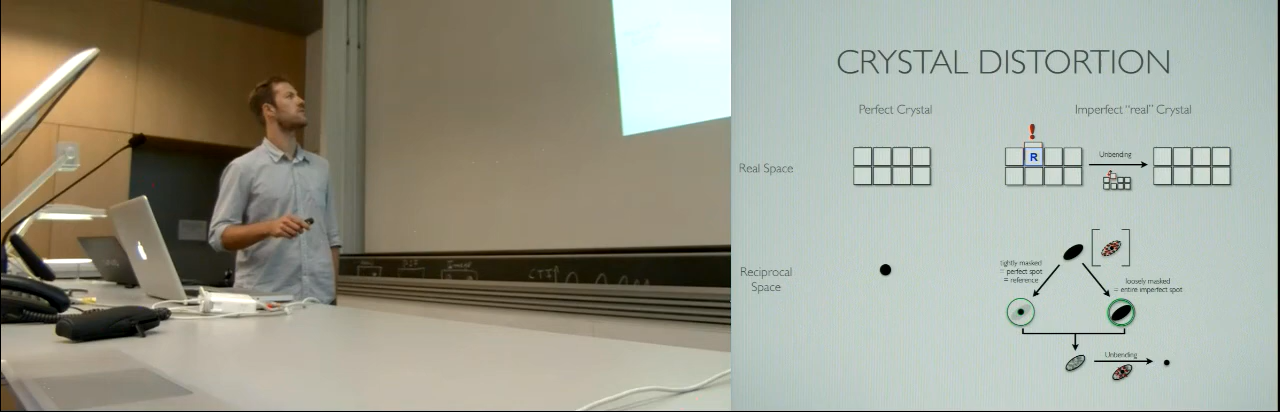 CRYSTAL DISTORTION
Perfect Crystal
Imperfect "real" Crystal
!
Real Space
R
Unbending
Reciprocal
Space
tightly masked
= perfect spot
= reference
loosely masked
= entire imperfect spot
Unbending